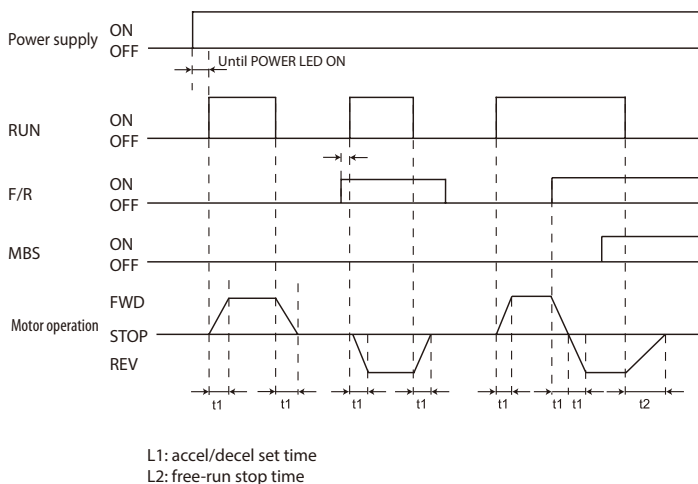 Power supply ON
OFF
Until POWER LED ON
RUN ON
OFF
F/R ON
OFF
MBS ON
OFF
FWD
Motor operation STOP
REV
t1 t1 t1 t1 t1 t1 t1 t2
L1: accel/decel set time
L2: free-run stop time